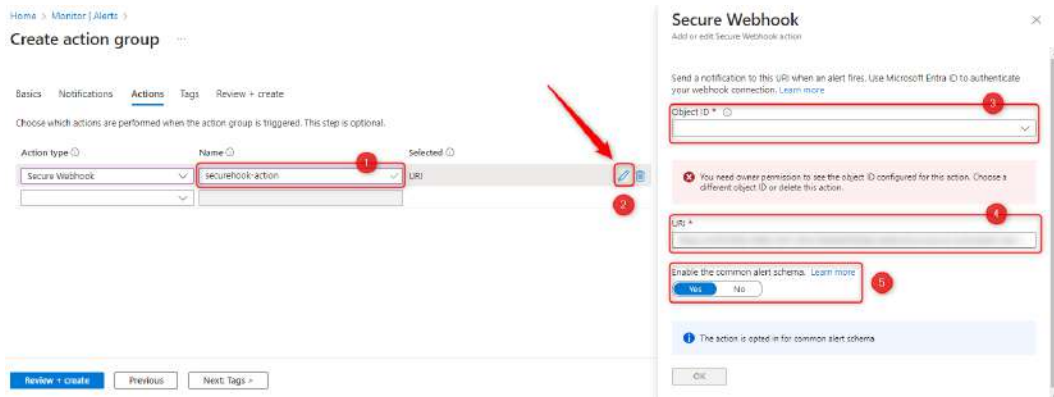 Home > Monitor | Alerts >
Create action group ...
Basics Notifications Actions Tags Review + create
Choose which actions are performed when the action group is triggered. This step is optional.
Action type Name Selected
1
Secure Webhook securehook-action URI
2
Review + create Previous Next: Tags >
Secure Webhook
Add or edit Secure Webhook action
Send a notification to this URI when an alert fires. Use Microsoft Entra ID to authenticate
your webhook connection. Learn more
3
Object ID *
You need owner permission to see the object ID configured for this action. Choose a
different object ID or delete this action.
4
URI *
Enable the common alert schema. Learn more
Yes No
5
The action is opted in for common alert schema
OK